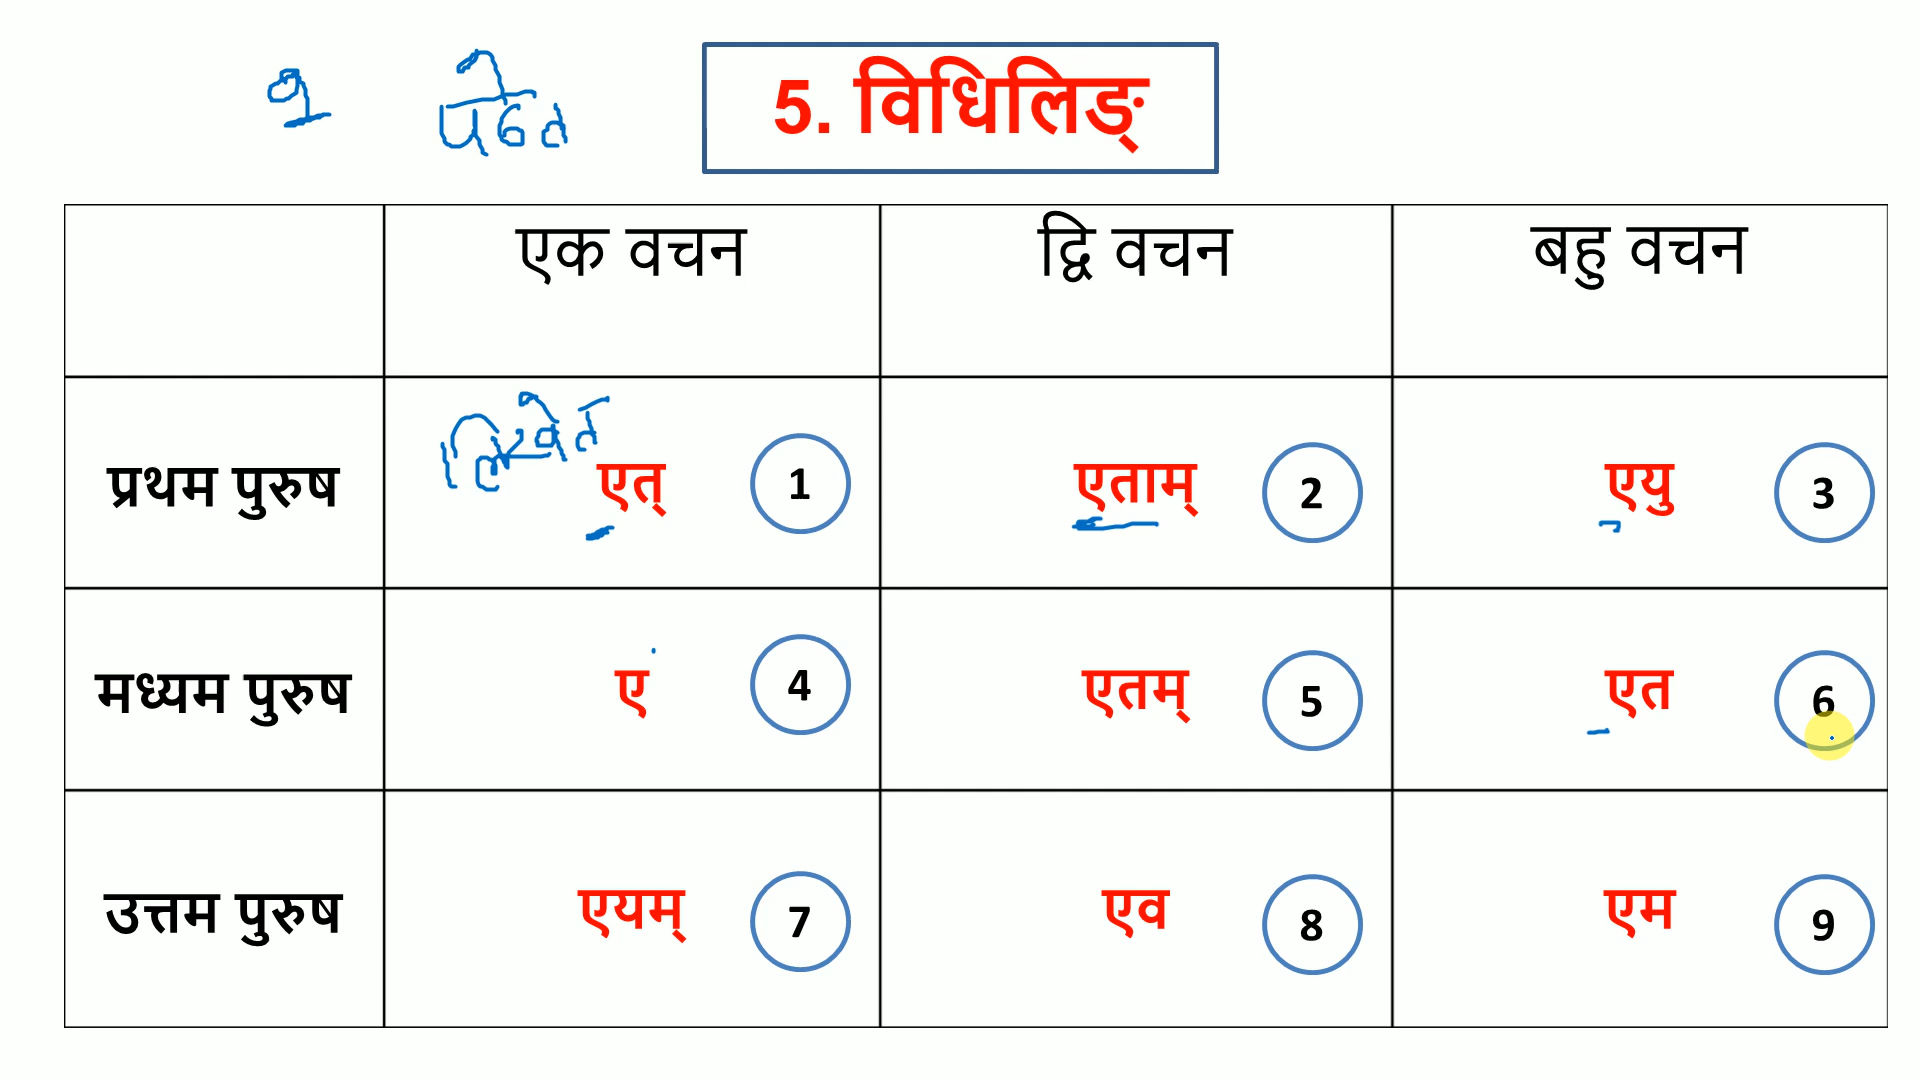 5. विधिलिङ्
एक वचन द्वि वचन बहु वचन
प्रथम पुरुष एत् 1 एताम् 2 एयु 3
मध्यम पुरुष ए 4 एतम् 5 एत 6
उत्तम पुरुष एयम् 7 एव 8 एम 9